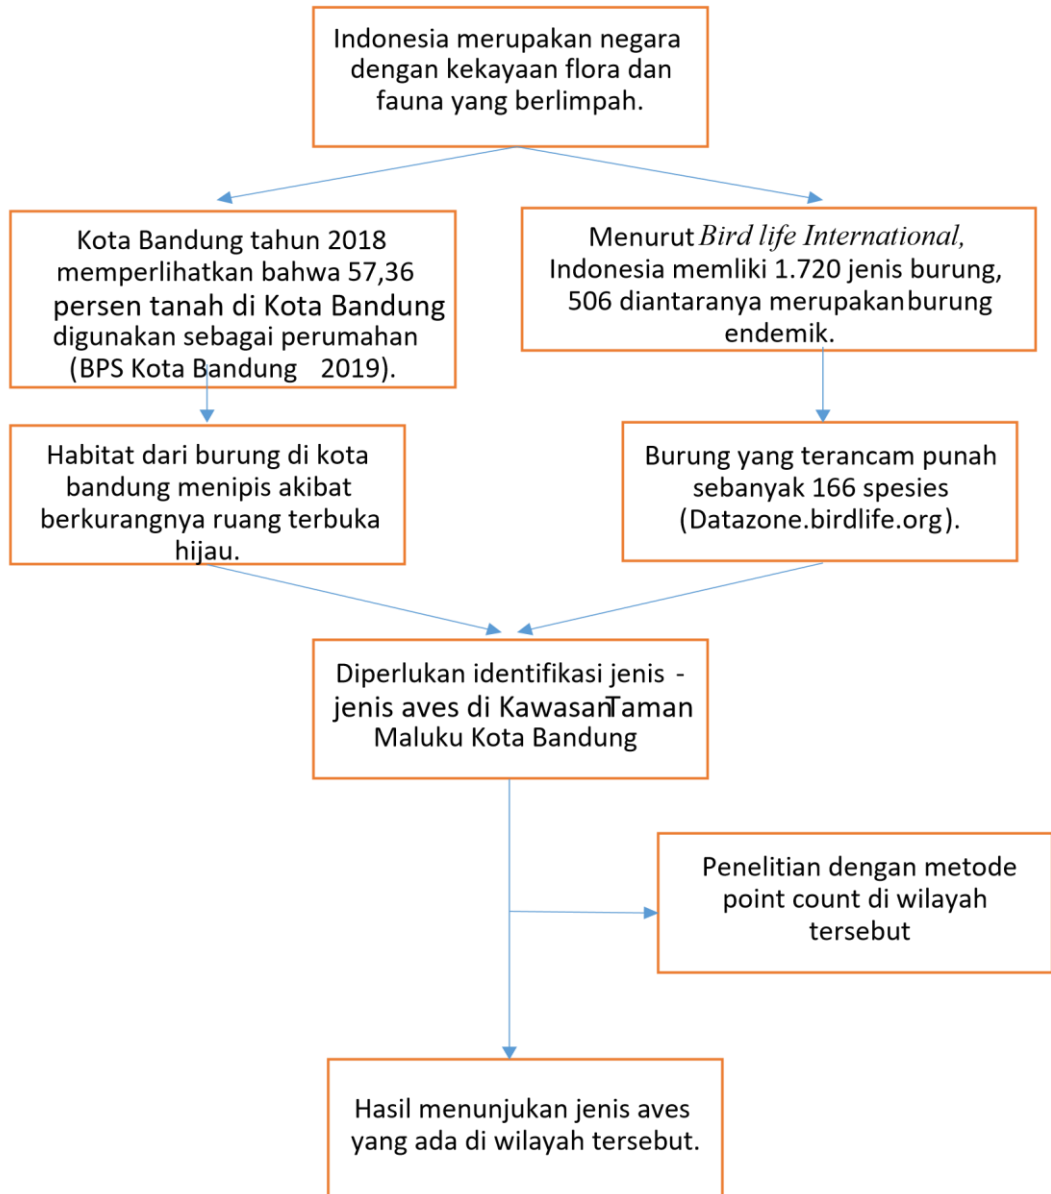 Indonesia merupakan negara
dengan kekayaan flora dan
fauna yang berlimpah.
Kota Bandung tahun 2018
memperlihatkan bahwa 57,36
persen tanah di Kota Bandung
digunakan sebagai perumahan
(BPS Kota Bandung 2019).
Menurut Bird life International,
Indonesia memliki 1.720 jenis burung,
506 diantaranya merupakan burung
endemik.
Habitat dari burung di kota
bandung menipis akibat
berkurangnya ruang terbuka
hijau.
Burung yang terancam punah
sebanyak 166 spesies
(Datazone.birdlife.org).
Diperlukan identifikasi jenis -
jenis aves di Kawasan Taman
Maluku Kota Bandung
Penelitian dengan metode
point count di wilayah
tersebut
Hasil menunjukan jenis aves
yang ada di wilayah tersebut.